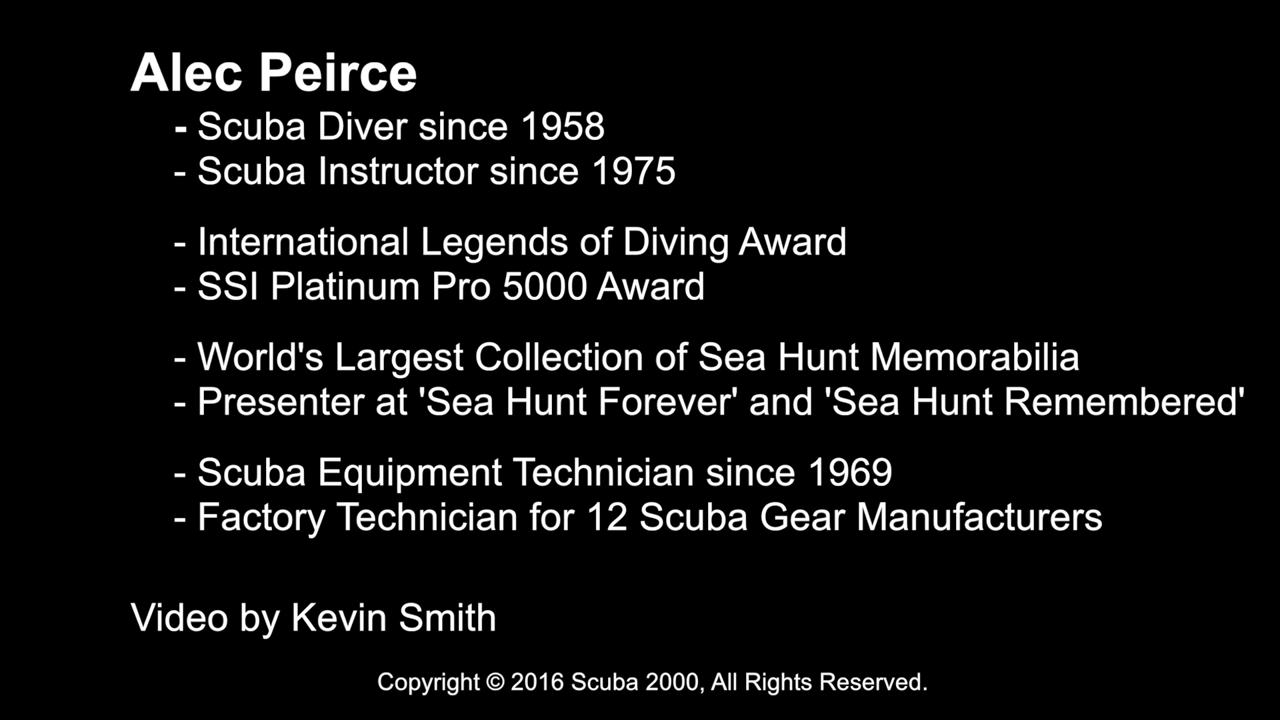 Alec Peirce
- Scuba Diver since 1958
- Scuba Instructor since 1975
- International Legends of Diving Award
- SSI Platinum Pro 5000 Award
- World's Largest Collection of Sea Hunt Memorabilia
- Presenter at 'Sea Hunt Forever' and 'Sea Hunt Remembered'
- Scuba Equipment Technician since 1969
- Factory Technician for 12 Scuba Gear Manufacturers
Video by Kevin Smith
Copyright © 2016 Scuba 2000, All Rights Reserved.